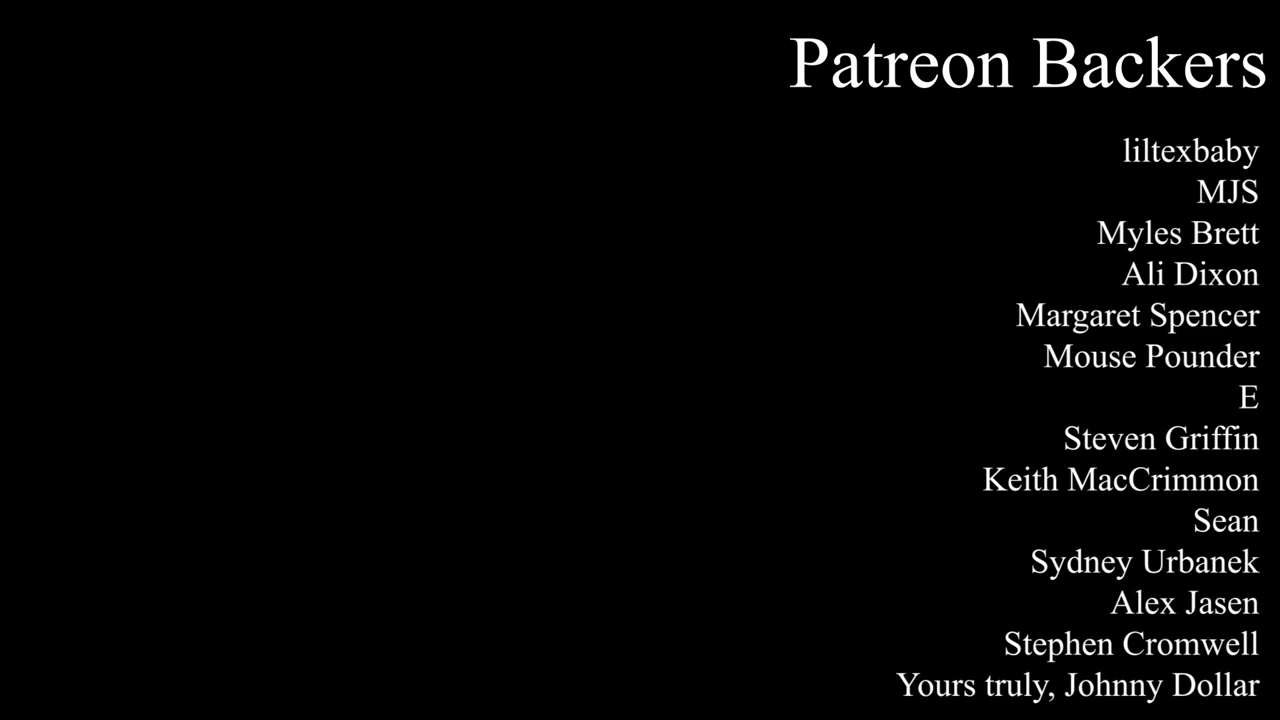 Patreon Backers
liltexbaby
MJS
Myles Brett
Ali Dixon
Margaret Spencer
Mouse Pounder
E
Steven Griffin
Keith MacCrimmon
Sean
Sydney Urbanek
Alex Jasen
Stephen Cromwell
Yours truly, Johnny Dollar